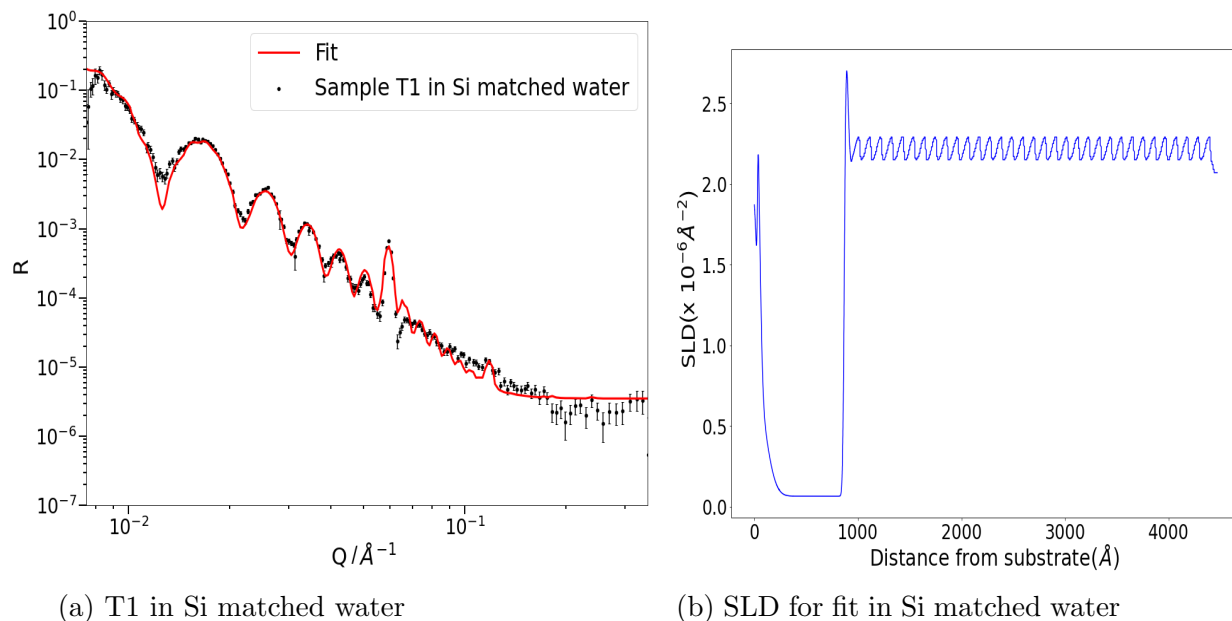 10⁰
10⁻¹
10⁻²
10⁻³
10⁻⁴
10⁻⁵
10⁻⁶
10⁻⁷
R
Fit
Sample T1 in Si matched water
10⁻²
10⁻¹
Q / Å⁻¹
(a) T1 in Si matched water
2.5
2.0
1.5
1.0
0.5
0.0
SLD(x 10⁻⁶Å⁻²)
0
1000
2000
3000
4000
Distance from substrate(Å)
(b) SLD for fit in Si matched water